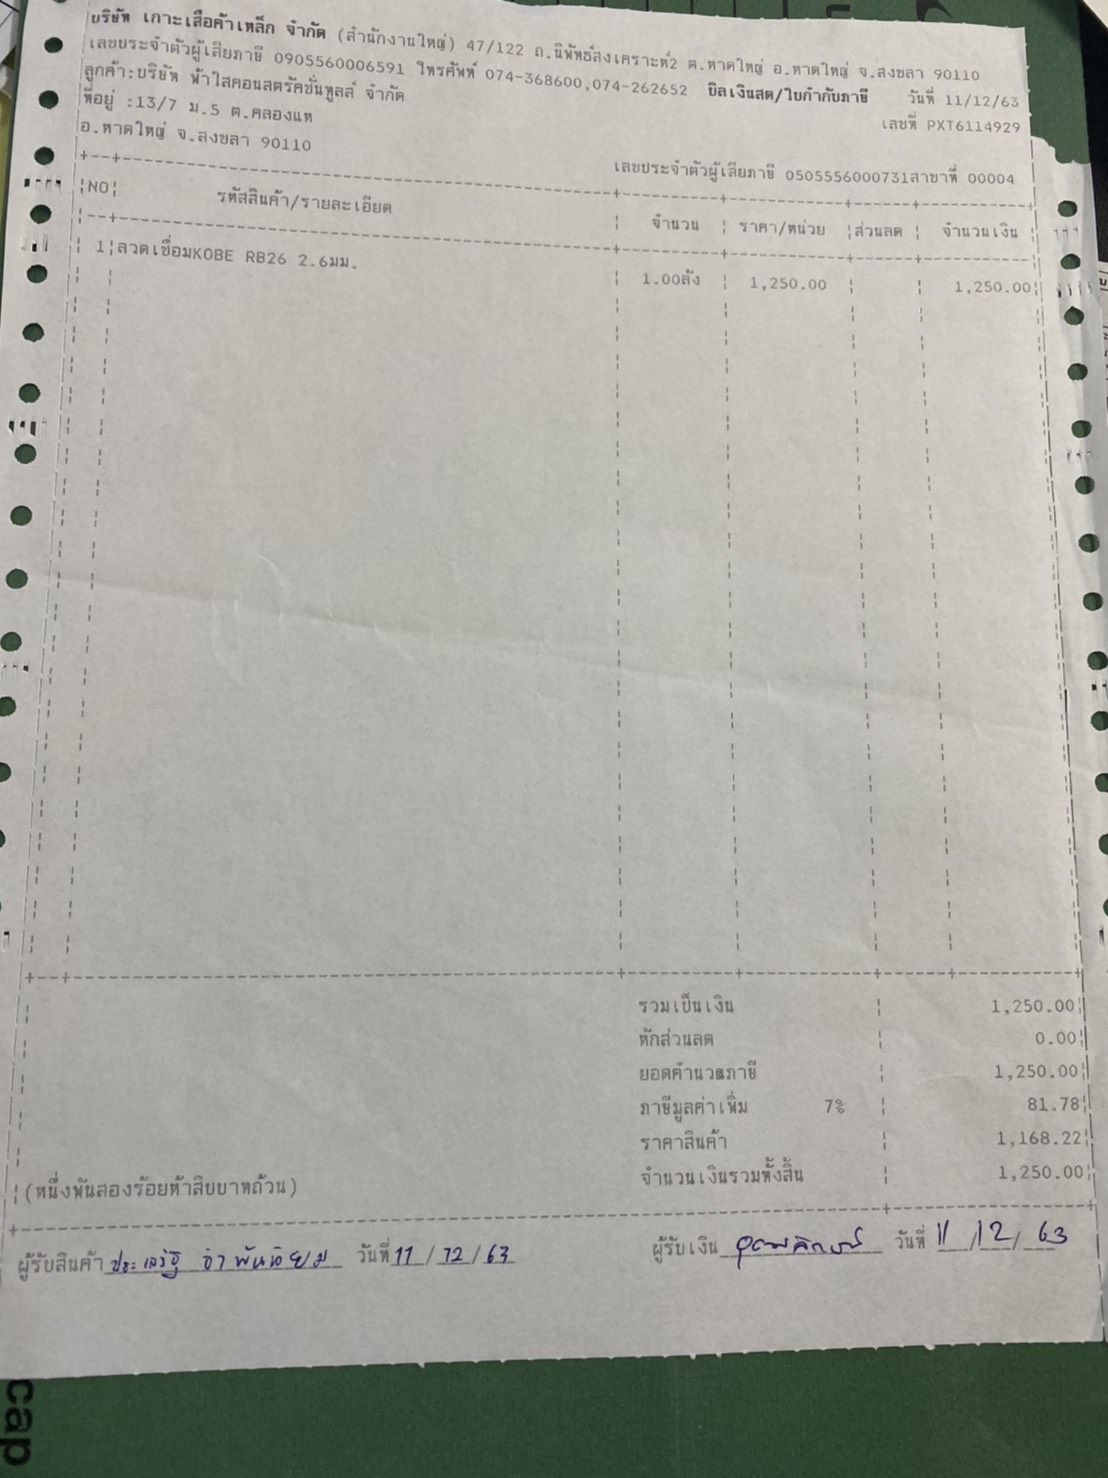 บริษัท เกาะเสือค้าเหล็ก จำกัด (สำนักงานใหญ่) 47/122 ถ.นิพัทธ์สงเคราะห์2 ต.หาดใหญ่ อ.หาดใหญ่ จ.สงขลา 90110
เลขประจำตัวผู้เสียภาษี 0905560006591 โทรศัพท์ 074-368600,074-262652 บิลเงินสด/ใบกำกับภาษี วันที่ 11/12/63
ลูกค้า:บริษัท ฟ้าใสคอนสตรัคชั่นทูลส์ จำกัด เลขที่ PXT6114929
ที่อยู่ :13/7 ม.5 ต.คลองแห
อ.หาดใหญ่ จ.สงขลา 90110 เลขประจำตัวผู้เสียภาษี 0505556000731สาขาที่ 00004
NO รหัสสินค้า/รายละเอียด จำนวน ราคา/หน่วย ส่วนลด จำนวนเงิน
1 ลวดเชื่อมKOBE RB26 2.6มม. 1.00ลัง 1,250.00 1,250.00
รวมเป็นเงิน 1,250.00
หักส่วนลด 0.00
ยอดคำนวณภาษี 1,250.00
ภาษีมูลค่าเพิ่ม 7% 81.78
ราคาสินค้า 1,168.22
(หนึ่งพันสองร้อยห้าสิบบาทถ้วน) จำนวนเงินรวมทั้งสิ้น 1,250.00
ผู้รับสินค้า วันที่ 11/12/63 ผู้รับเงิน วันที่ 11/12/63
cap